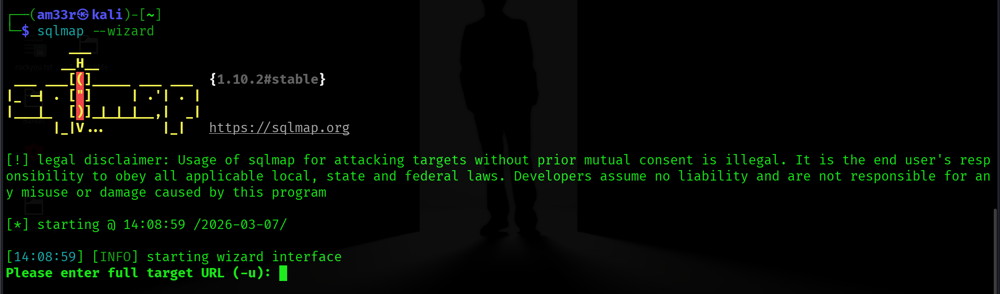 ┌──(am33r㉿kali)-[~]
└─$ sqlmap --wizard
        ___
       __H__
 ___ ___[(]_____ ___ ___  {1.10.2#stable}
|_ -| . ["]     | .'| . |
|___|_  [)]_|_|_|__,|  _|
      |_|V...       |_|   https://sqlmap.org
[!] legal disclaimer: Usage of sqlmap for attacking targets without prior mutual consent is illegal. It is the end user's resp
onsibility to obey all applicable local, state and federal laws. Developers assume no liability and are not responsible for an
y misuse or damage caused by this program
[*] starting @ 14:08:59 /2026-03-07/
[14:08:59] [INFO] starting wizard interface
Please enter full target URL (-u):
rockyou.txt